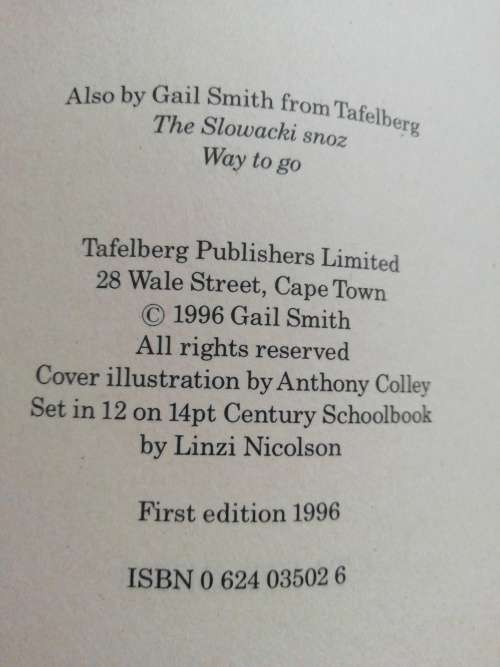 Also by Gail Smith from Tafelberg
The Slowacki snoz
Way to go
Tafelberg Publishers Limited
28 Wale Street, Cape Town
© 1996 Gail Smith
All rights reserved
Cover illustration by Anthony Colley
Set in 12 on 14pt Century Schoolbook
by Linzi Nicolson
First edition 1996
ISBN 0 624 03502 6